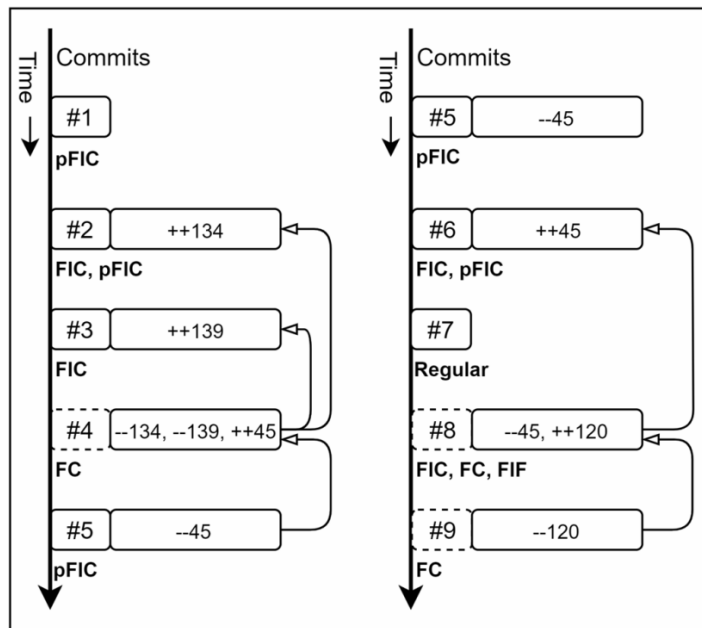 Time
Commits
#1
pFIC
#2 ++134
FIC, pFIC
#3 ++139
FIC
#4 --134, --139, ++45
FC
#5 --45
pFIC
Time
Commits
#5 --45
pFIC
#6 ++45
FIC, pFIC
#7
Regular
#8 --45, ++120
FIC, FC, FIF
#9 --120
FC